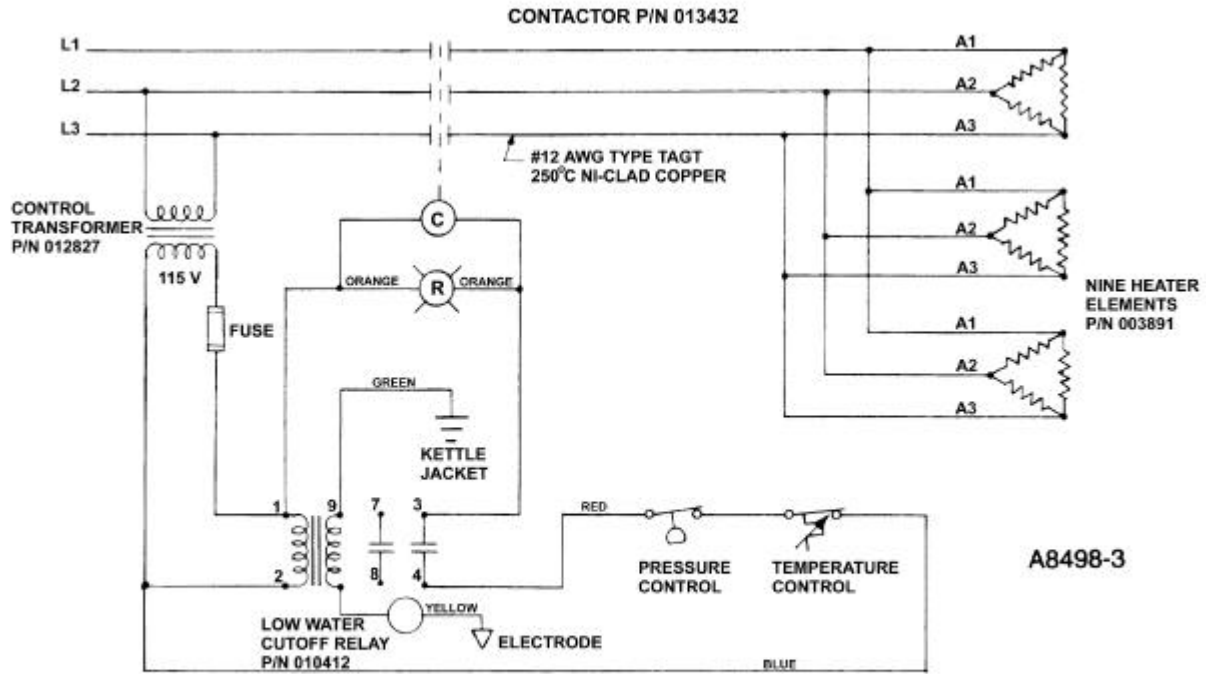 CONTACTOR P/N 013432
L1
A1
L2
A2
L3
A3
#12 AWG TYPE TAGT
250°C NI-CLAD COPPER
A1
CONTROL
TRANSFORMER
P/N 012827
C
A2
115 V
ORANGE
R
ORANGE
A3
NINE HEATER
ELEMENTS
P/N 003891
FUSE
A1
A2
GREEN
A3
KETTLE
JACKET
1
9
7
3
RED
2
8
4
PRESSURE
CONTROL
TEMPERATURE
CONTROL
A8498-3
YELLOW
LOW WATER
CUTOFF RELAY
P/N 010412
ELECTRODE
BLUE